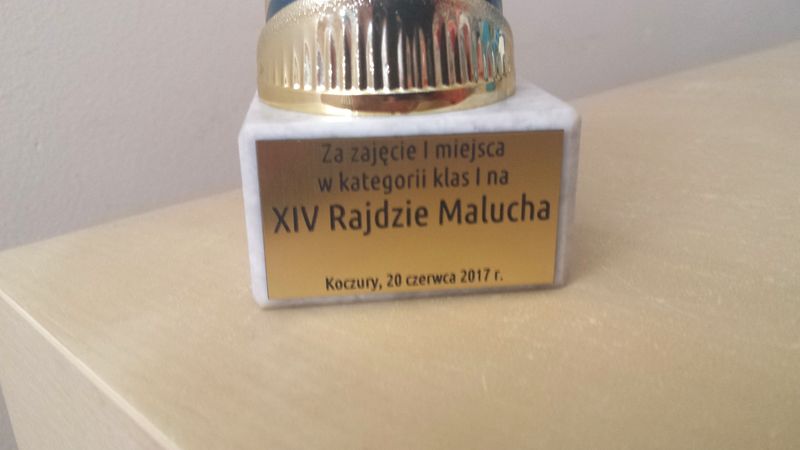 Za zajęcie I miejsca
w kategorii klas I na
XIV Rajdzie Malucha
Koczury, 20 czerwca 2017 r.